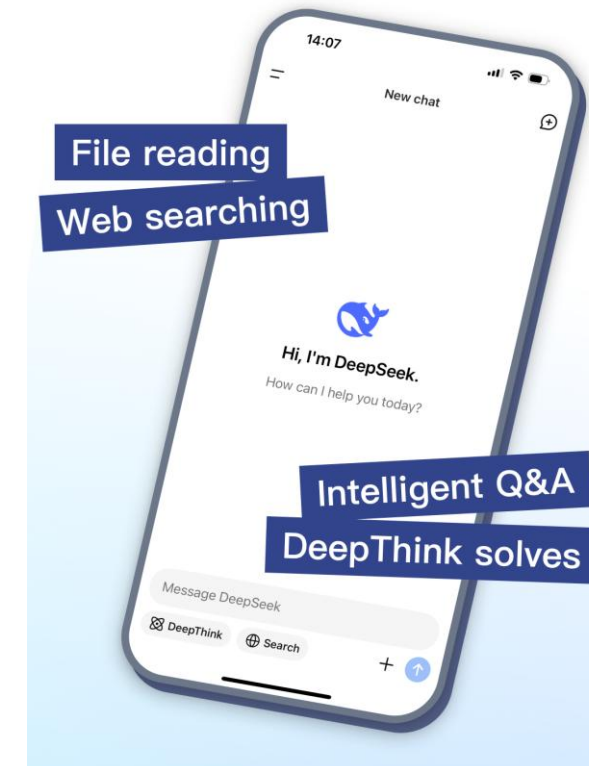 14:07
New chat
File reading
Web searching
Hi, I'm DeepSeek.
How can I help you today?
Intelligent Q&A
DeepThink solves
Message DeepSeek
DeepThink
Search